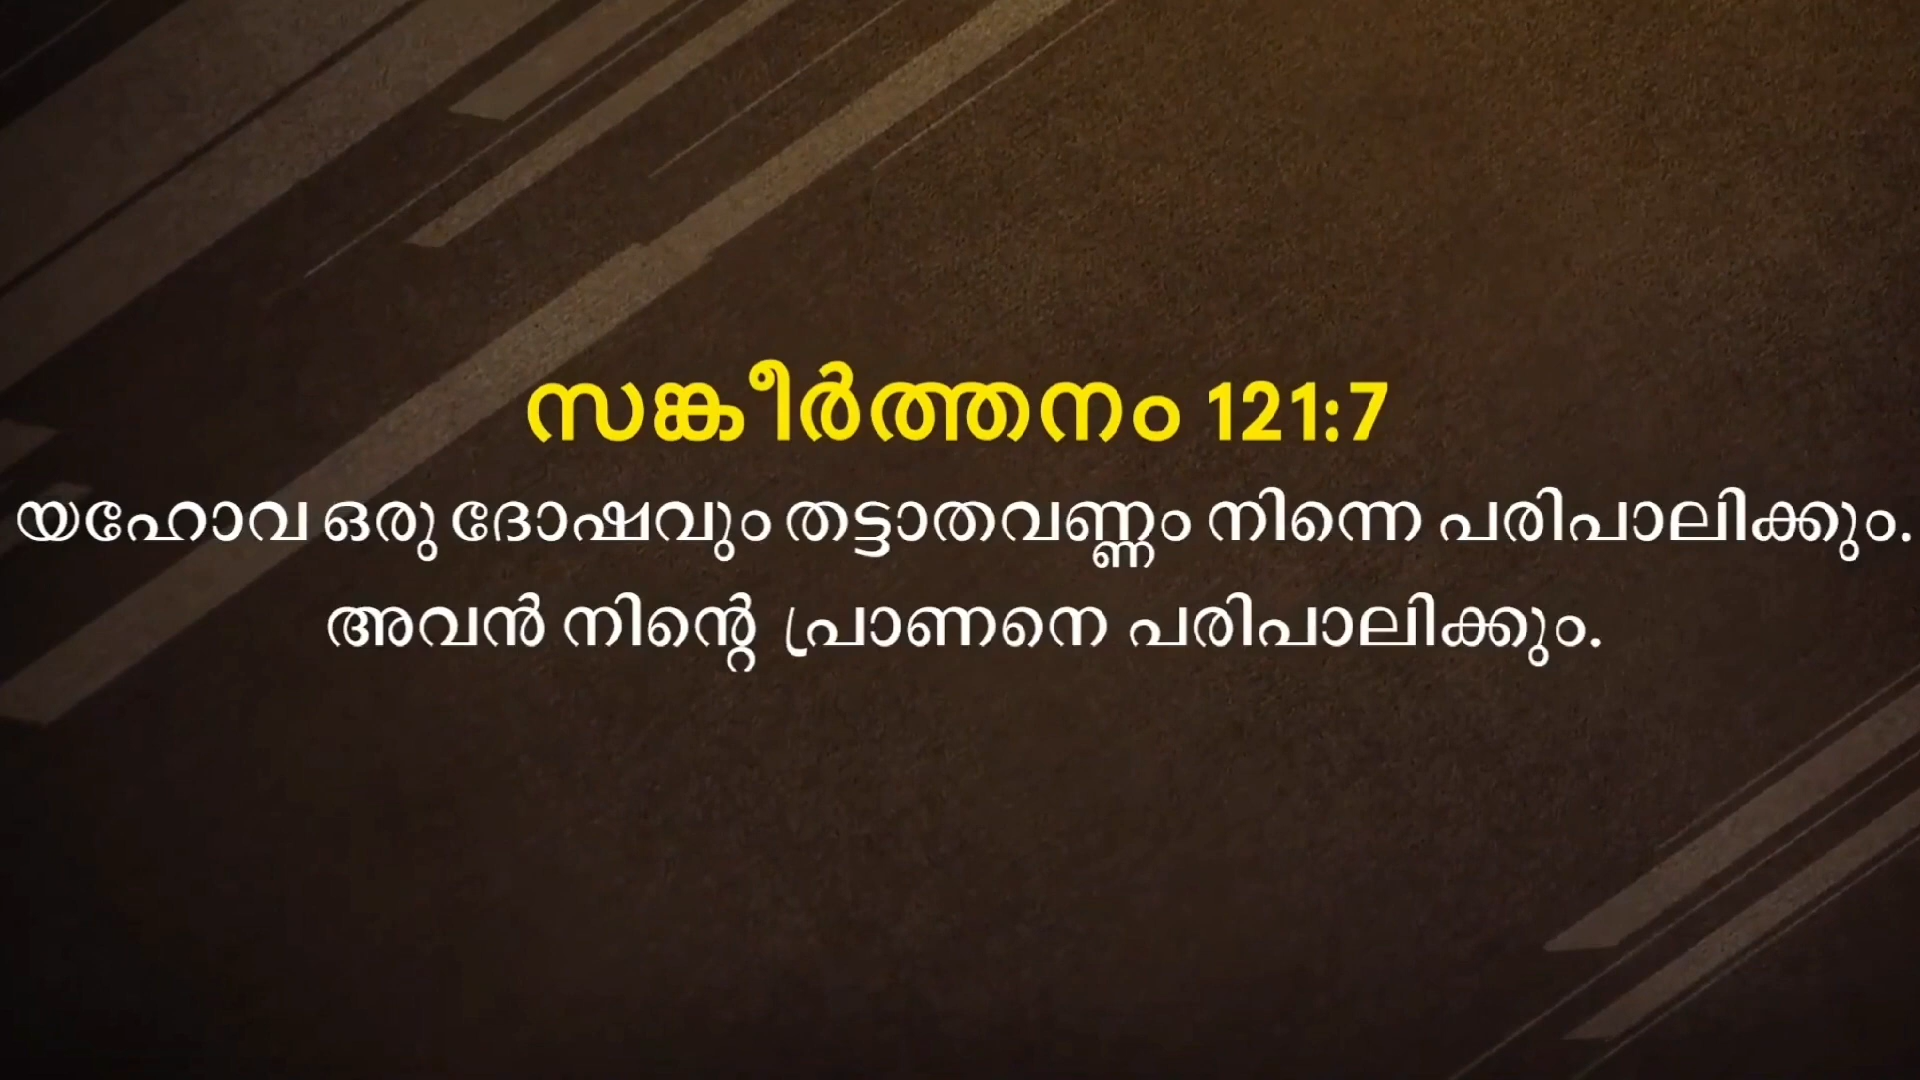 സങ്കീർത്തനം 121:7
യഹോവ ഒരു ദോഷവും തട്ടാതവണ്ണം നിന്നെ പരിപാലിക്കും.
അവൻ നിന്റെ പ്രാണനെ പരിപാലിക്കും.